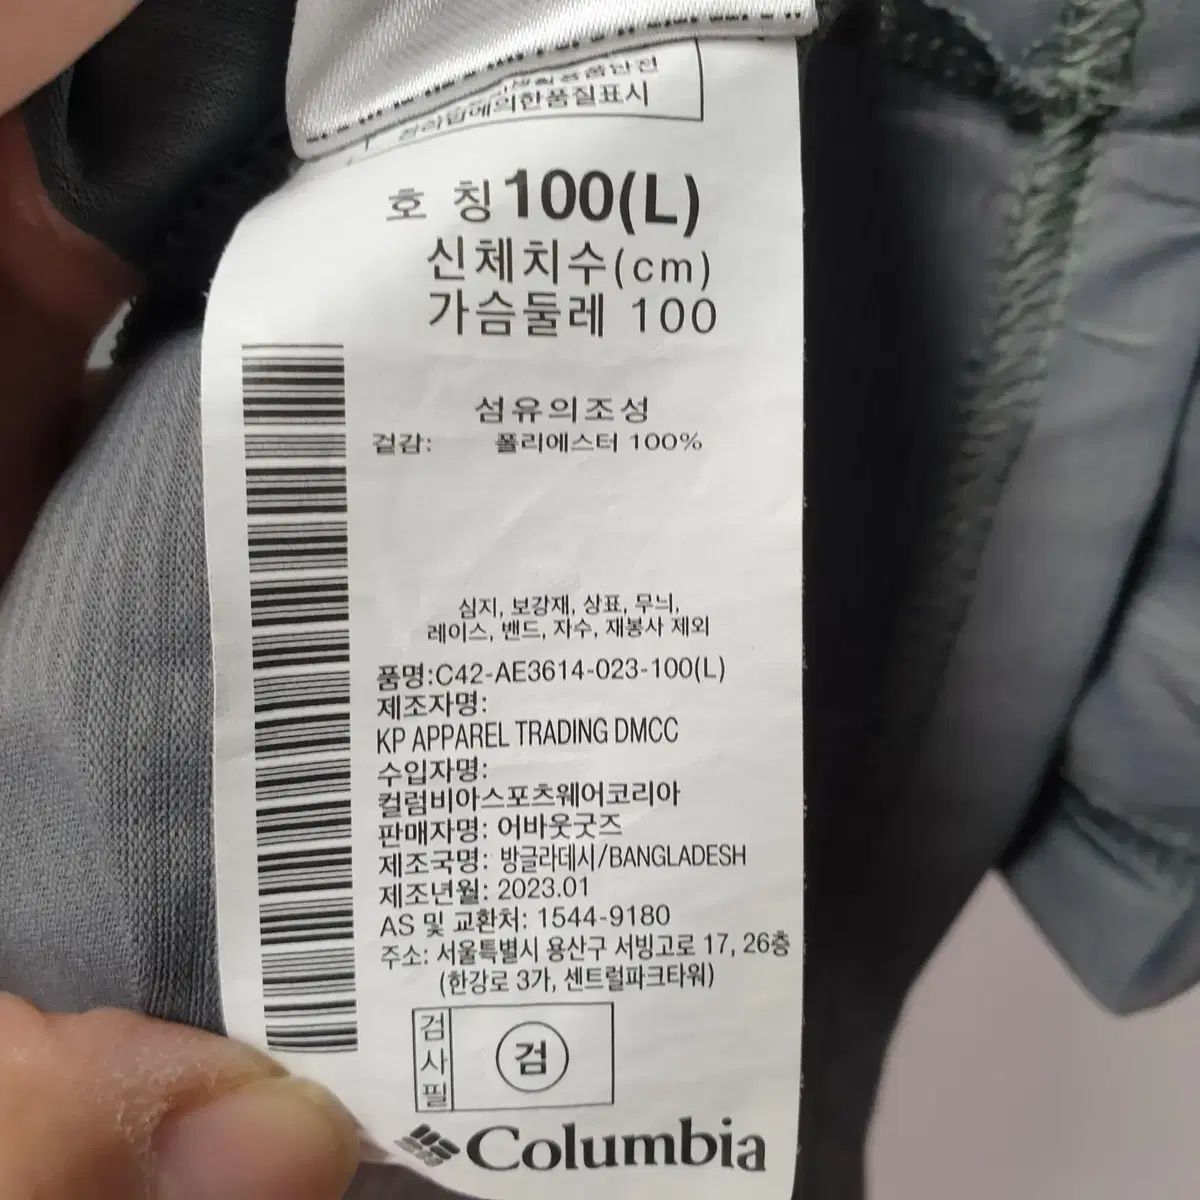 관리법에의한품질표시
호 칭 100(L)
신체치수(cm)
가슴둘레 100
섬유의조성
겉감: 폴리에스터 100%
심지, 보강재, 상표, 무늬,
레이스, 밴드, 자수, 재봉사 제외
품명:C42-AE3614-023-100(L)
제조자명:
KP APPAREL TRADING DMCC
수입자명:
컬럼비아스포츠웨어코리아
판매자명: 어바웃굿즈
제조국명: 방글라데시/BANGLADESH
제조년월: 2023.01
AS 및 교환처: 1544-9180
주소: 서울특별시 용산구 서빙고로 17, 26층
(한강로 3가, 센트럴파크타워)
검사필
검
Columbia